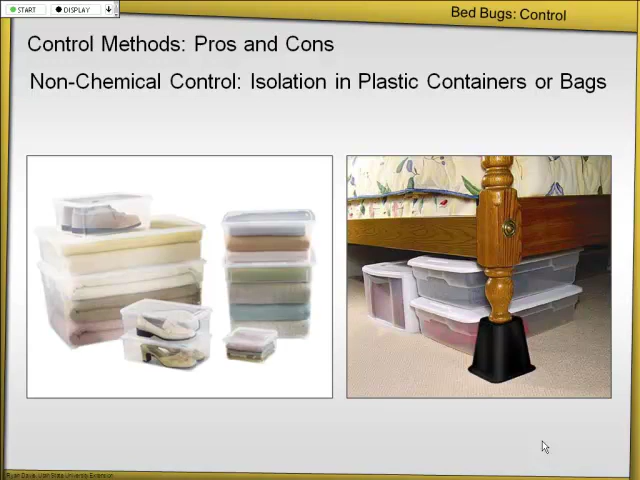 START DISPLAY
Bed Bugs: Control
Control Methods: Pros and Cons
Non-Chemical Control: Isolation in Plastic Containers or Bags
Ryan Davis, Utah State University Extension